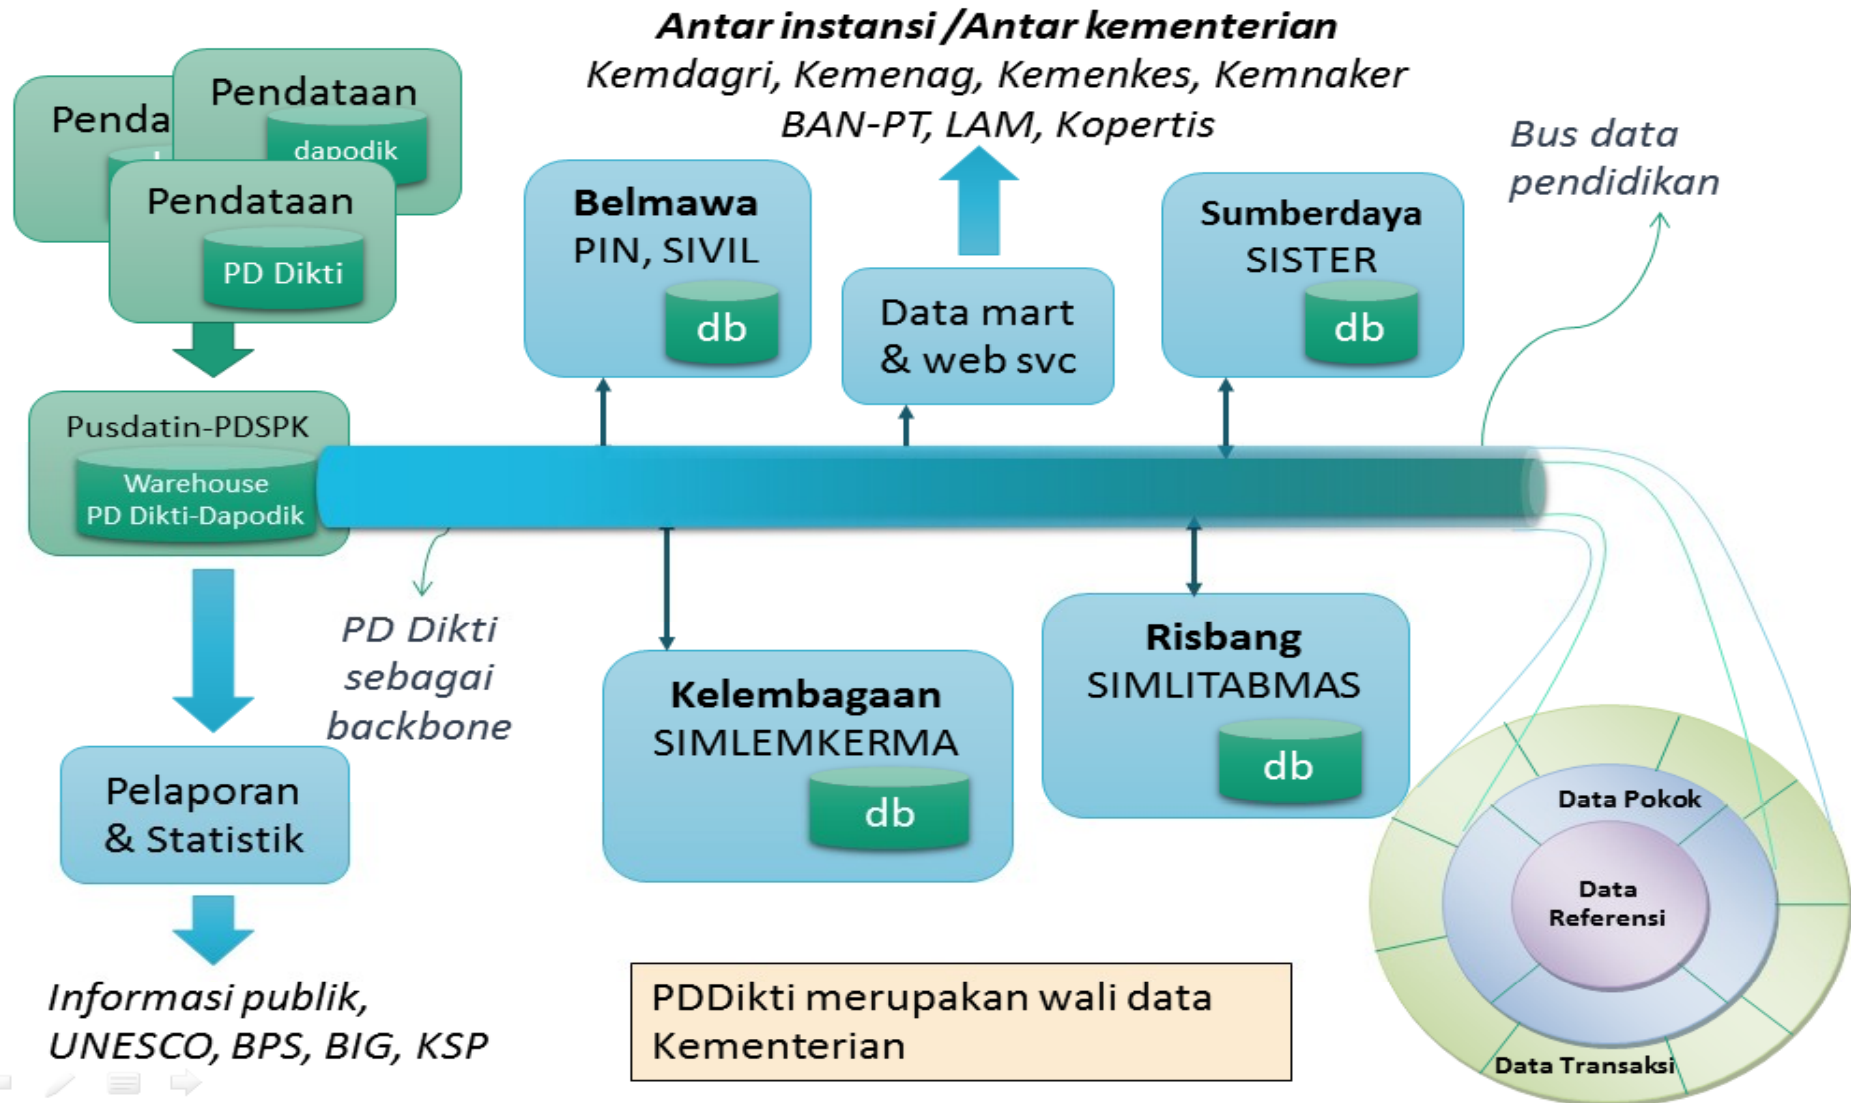 Antar instansi /Antar kementerian
Kemdagri, Kemenag, Kemenkes, Kemnaker
BAN-PT, LAM, Kopertis
Pendataan
dapodik
Penda
Pendataan
PD Dikti
Belmawa
PIN, SIVIL
db
Data mart
& web svc
Sumberdaya
SISTER
db
Bus data
pendidikan
Pusdatin-PDSPK
Warehouse
PD Dikti-Dapodik
PD Dikti
sebagai
backbone
Kelembagaan
SIMLEMKERMA
db
Risbang
SIMLITABMAS
db
Pelaporan
& Statistik
Informasi publik,
UNESCO, BPS, BIG, KSP
PDDikti merupakan wali data
Kementerian
Data Pokok
Data
Referensi
Data Transaksi